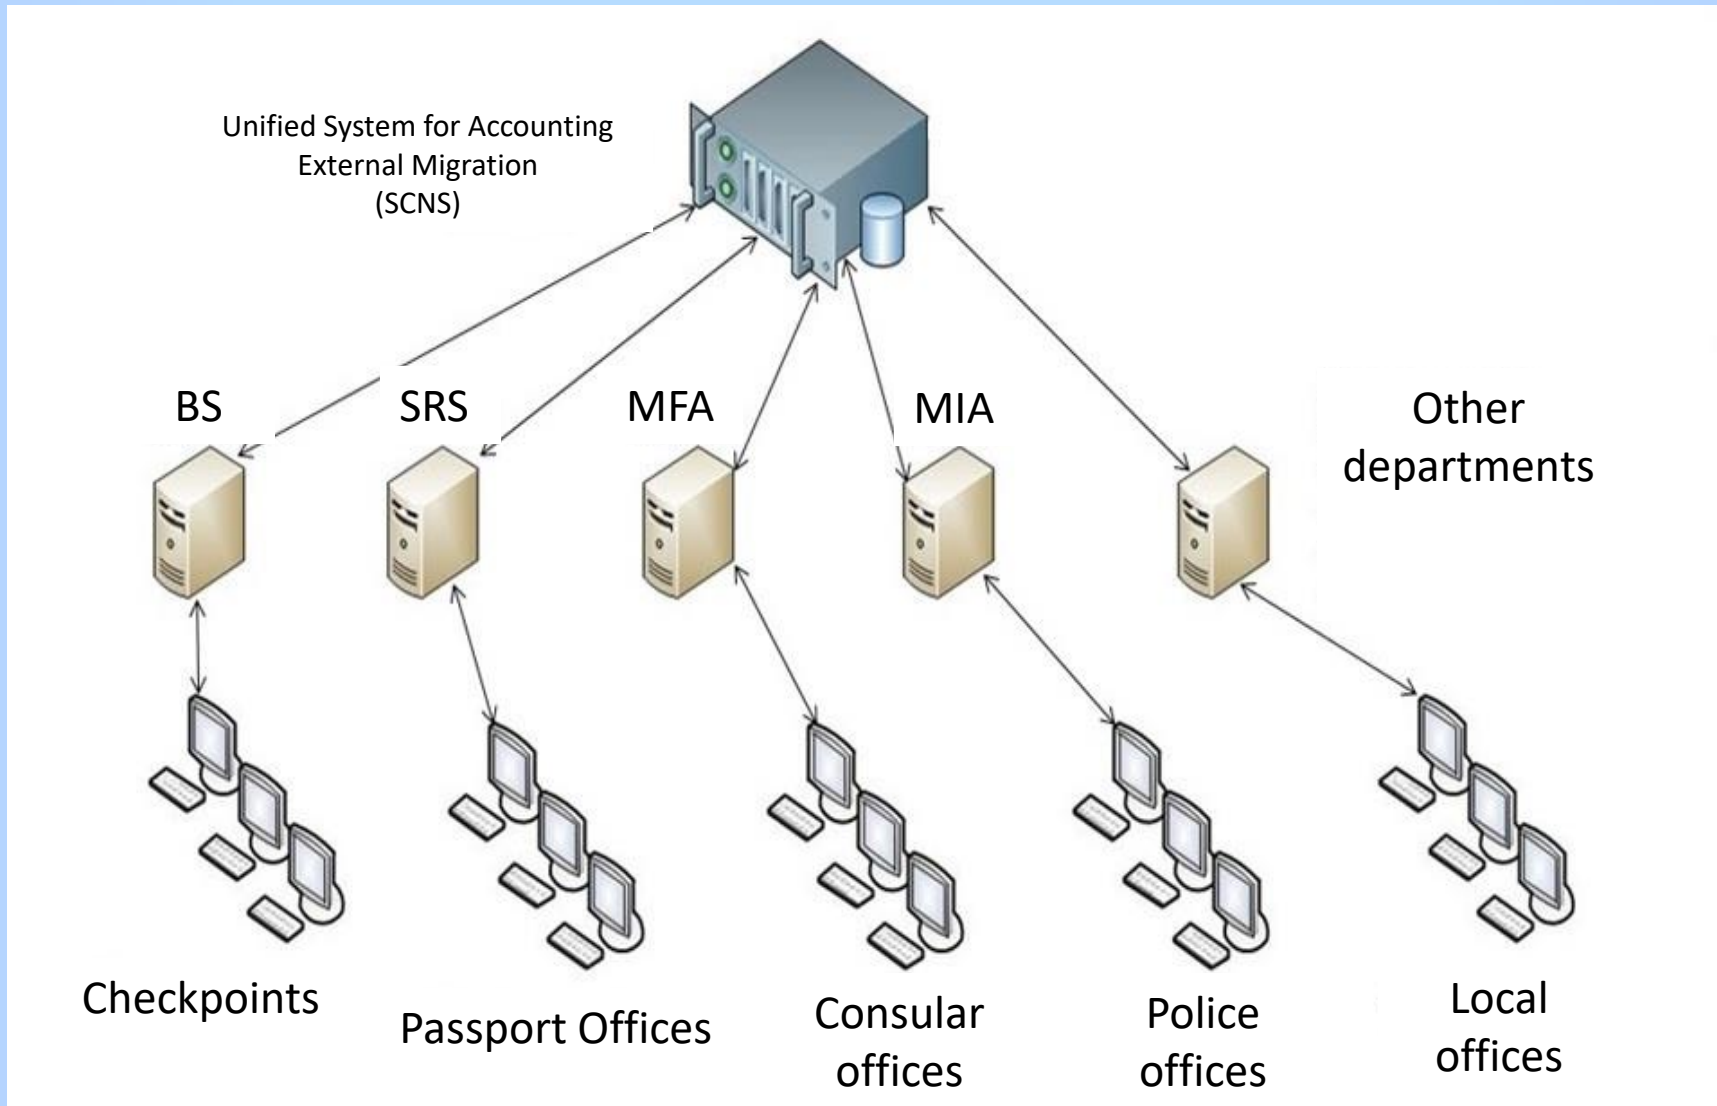 Unified System for Accounting
External Migration
(SCNS)
BS
SRS
MFA
MIA
Other
departments
Checkpoints
Passport Offices
Consular
offices
Police
offices
Local
offices